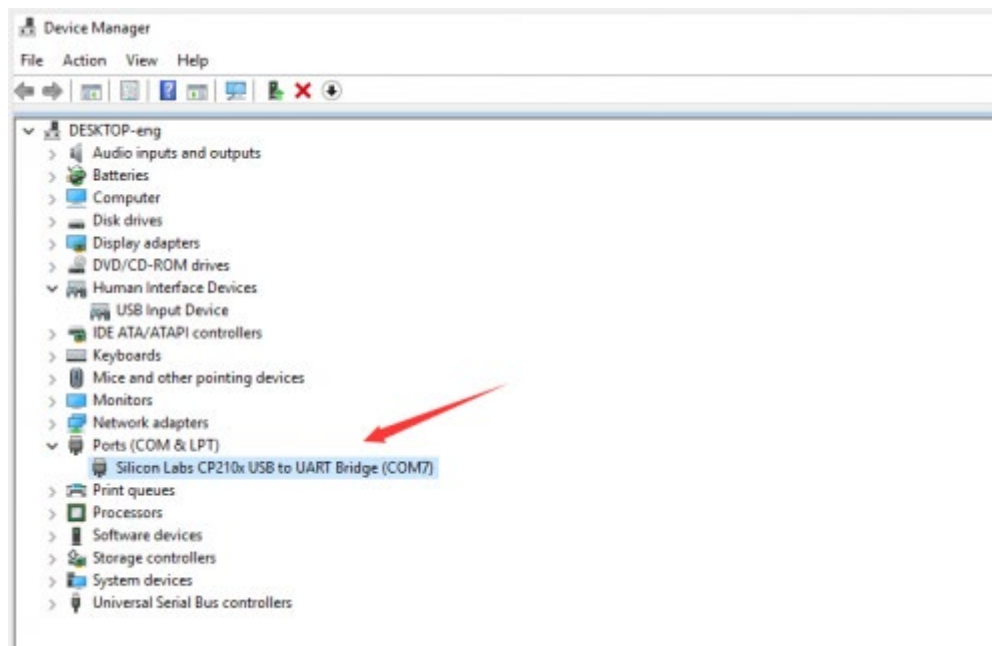 Device Manager
File Action View Help
DESKTOP-eng
Audio inputs and outputs
Batteries
Computer
Disk drives
Display adapters
DVD/CD-ROM drives
Human Interface Devices
USB Input Device
IDE ATA/ATAPI controllers
Keyboards
Mice and other pointing devices
Monitors
Network adapters
Ports (COM & LPT)
Silicon Labs CP210x USB to UART Bridge (COM7)
Print queues
Processors
Software devices
Storage controllers
System devices
Universal Serial Bus controllers